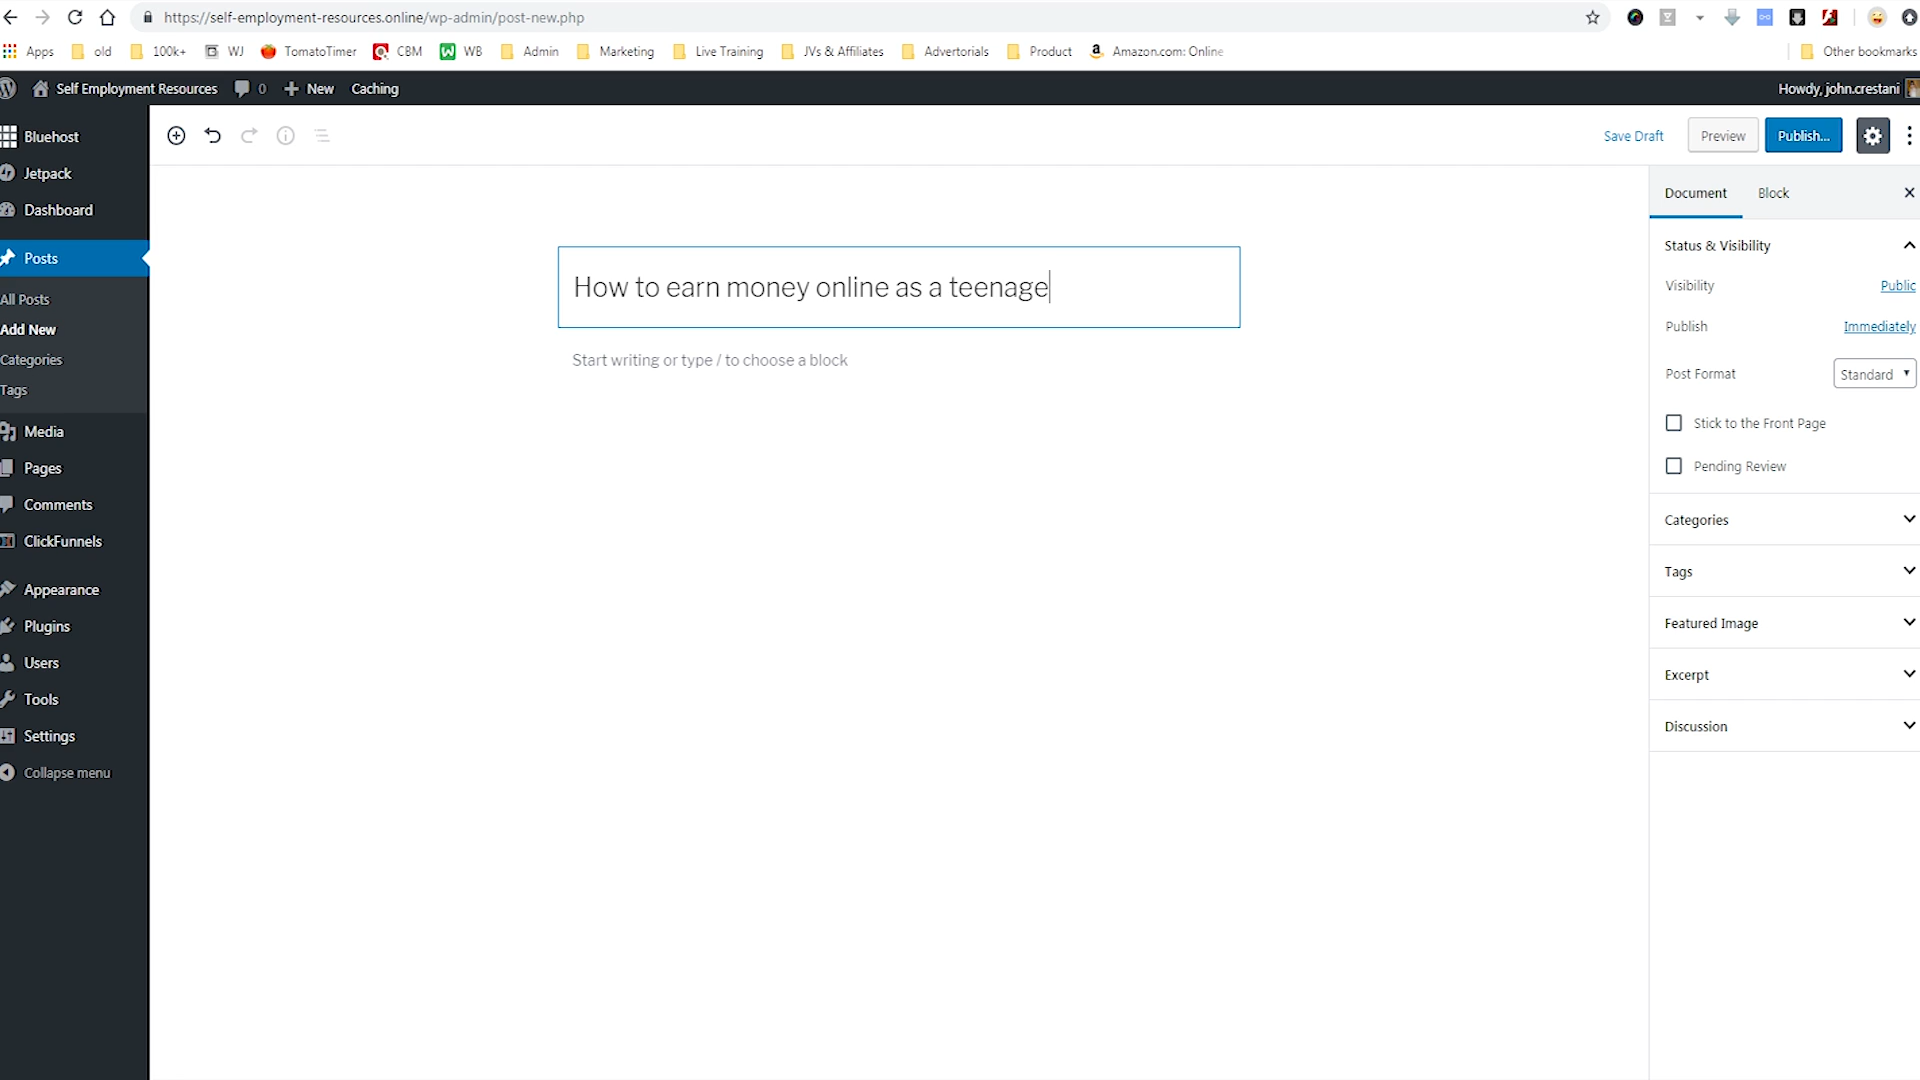 https://self-employment-resources.online/wp-admin/post-new.php
Apps old 100k+ WJ TomatoTimer CBM WB Admin Marketing Live Training JVs & Affiliates Advertorials Product Amazon.com: Online Other bookmarks
Self Employment Resources 0 New Caching Howdy, john.crestani
Bluehost
Jetpack
Dashboard
Posts
All Posts
Add New
Categories
Tags
Media
Pages
Comments
ClickFunnels
Appearance
Plugins
Users
Tools
Settings
Collapse menu
Save Draft Preview Publish...
How to earn money online as a teenage
Start writing or type / to choose a block
Document Block
Status & Visibility
Visibility Public
Publish Immediately
Post Format Standard
Stick to the Front Page
Pending Review
Categories
Tags
Featured Image
Excerpt
Discussion